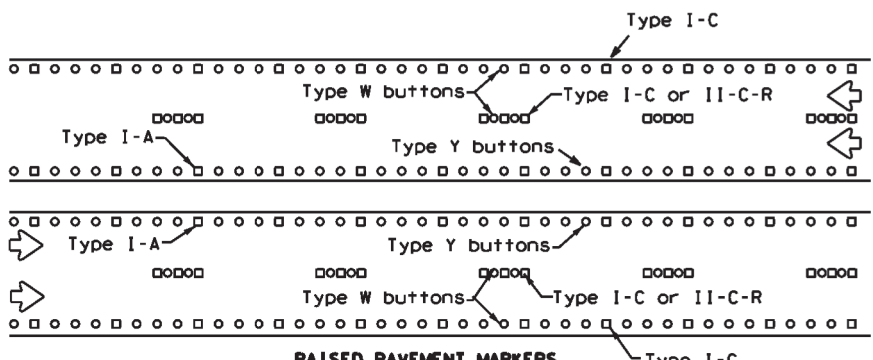 Type I-C
Type W buttons
Type I-C or II-C-R
Type I-A
Type Y buttons
Type I-A
Type Y buttons
Type W buttons
Type I-C or II-C-R
RAISED PAVEMENT MARKERS
Type I-C